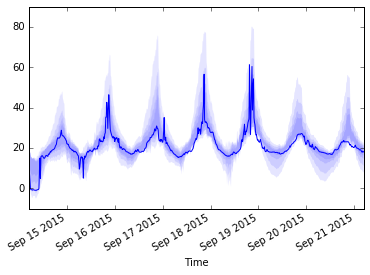 80
60
40
20
0
Sep 15 2015
Sep 16 2015
Sep 17 2015
Sep 18 2015
Sep 19 2015
Sep 20 2015
Sep 21 2015
Time